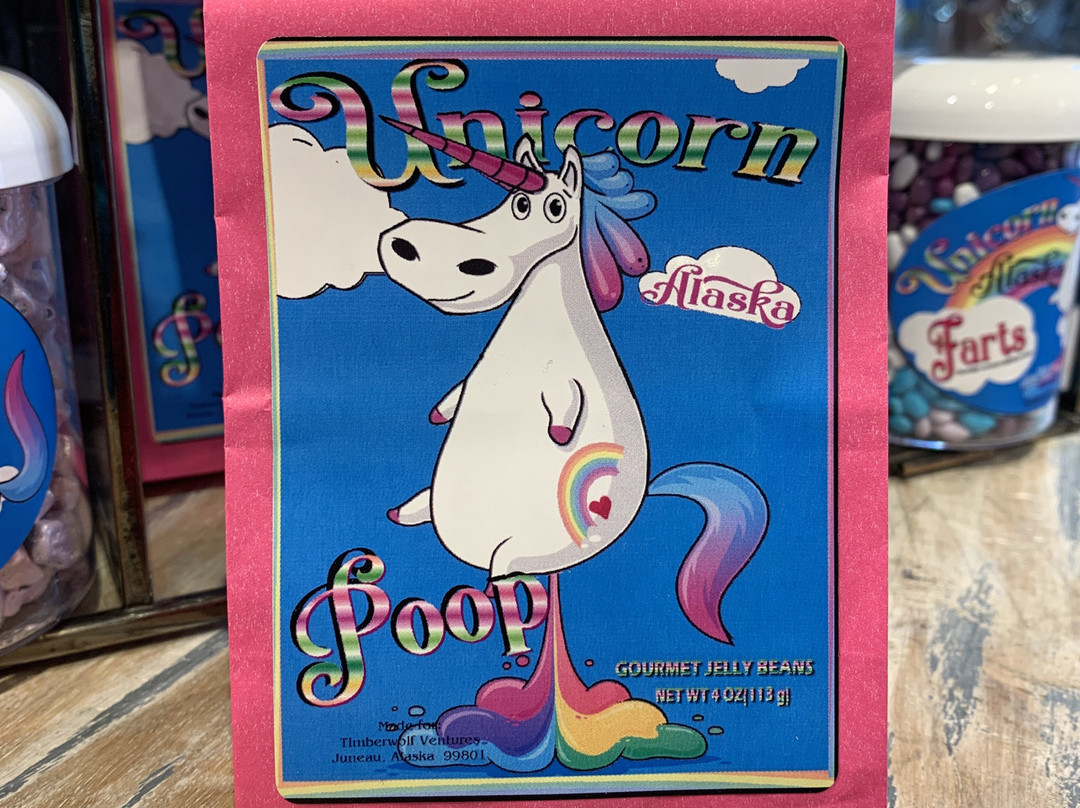 Unicorn
Alaska
Poop
GOURMET JELLY BEANS
NET WT 4 OZ(113 g)
Made for:
Timberwolf Ventures
Juneau, Alaska 99801
Unicorn
Alaska
Farts